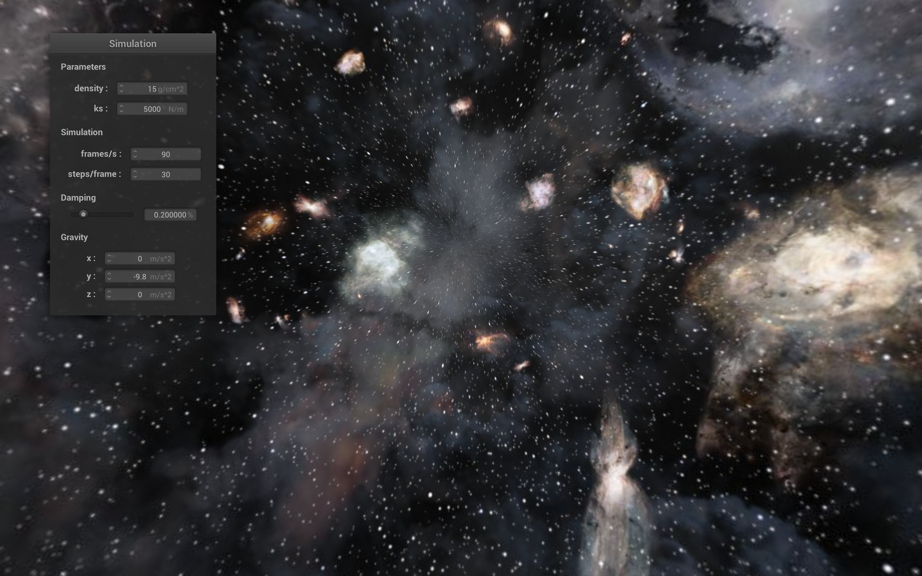 Simulation
Parameters
density : 15 g/cm^2
ks : 5000 N/m
Simulation
frames/s : 90
steps/frame : 30
Damping
0.200000 %
Gravity
x : 0 m/s^2
y : -9.8 m/s^2
z : 0 m/s^2